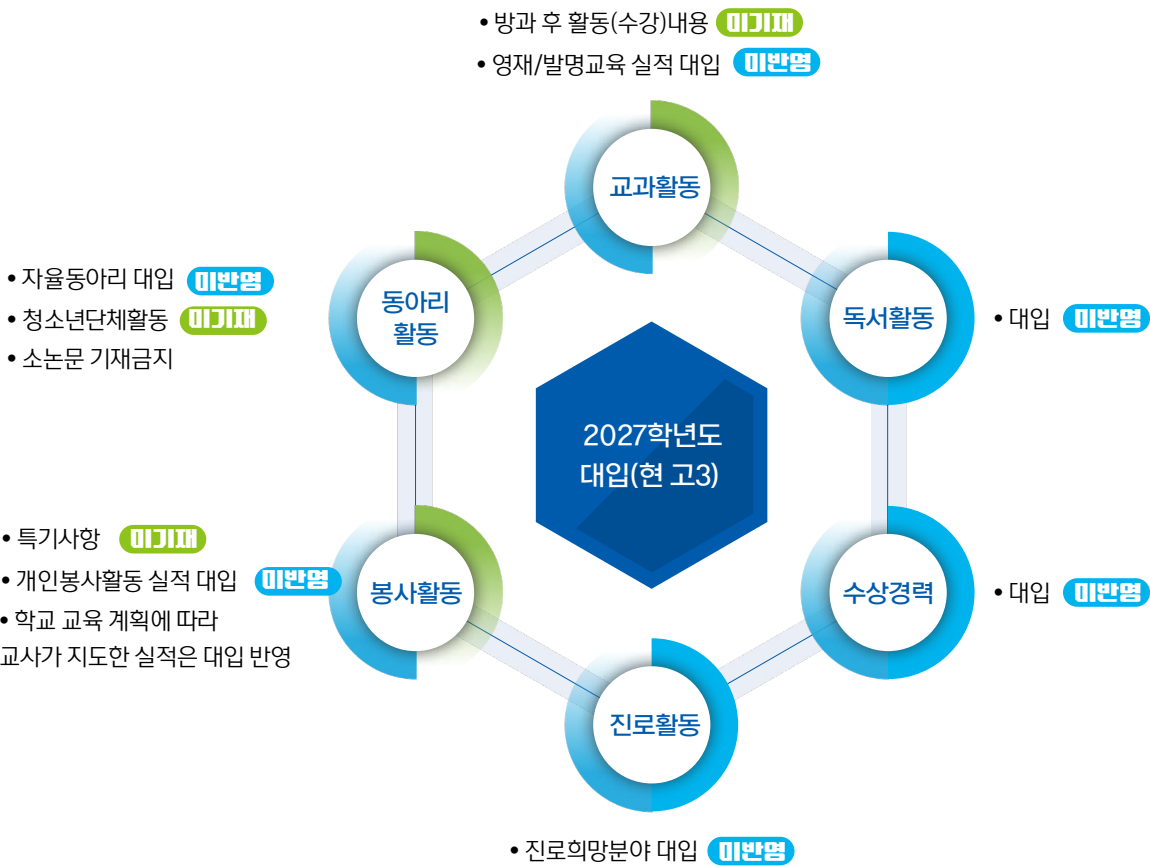 • 방과 후 활동(수강)내용 미기재
• 영재/발명교육 실적 대입 미반영
교과활동
• 자율동아리 대입 미반영
• 청소년단체활동 미기재
• 소논문 기재금지
동아리
활동
독서활동
• 대입 미반영
2027학년도
대입(현 고3)
• 특기사항 미기재
• 개인봉사활동 실적 대입 미반영
• 학교 교육 계획에 따라
교사가 지도한 실적은 대입 반영
봉사활동
수상경력
• 대입 미반영
진로활동
• 진로희망분야 대입 미반영